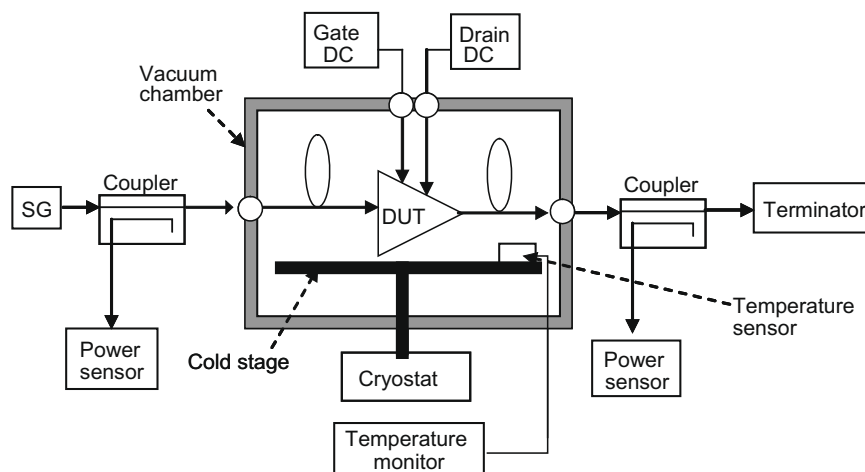 Gate
DC
Drain
DC
Vacuum
chamber
Coupler
SG
DUT
Coupler
Terminator
Temperature
sensor
Power
sensor
Cold stage
Cryostat
Power
sensor
Temperature
monitor